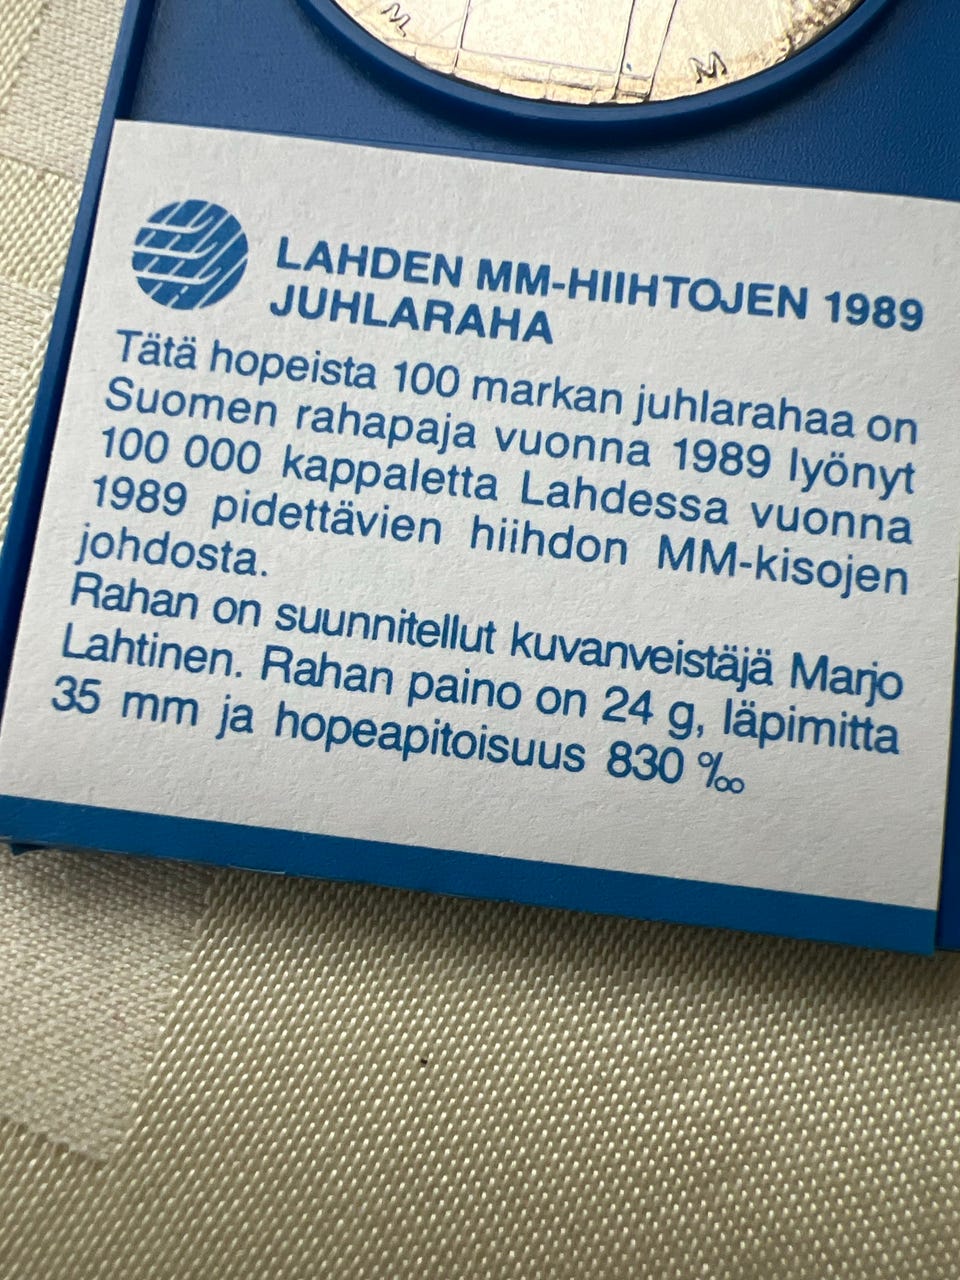 M M
LAHDEN MM-HIIHTOJEN 1989
JUHLARAHA
Tätä hopeista 100 markan juhlarahaa on
Suomen rahapaja vuonna 1989 lyönyt
100 000 kappaletta Lahdessa vuonna
1989 pidettävien hiihdon MM-kisojen
johdosta.
Rahan on suunnitellut kuvanveistäjä Marjo
Lahtinen. Rahan paino on 24 g, läpimitta
35 mm ja hopeapitoisuus 830 ‰